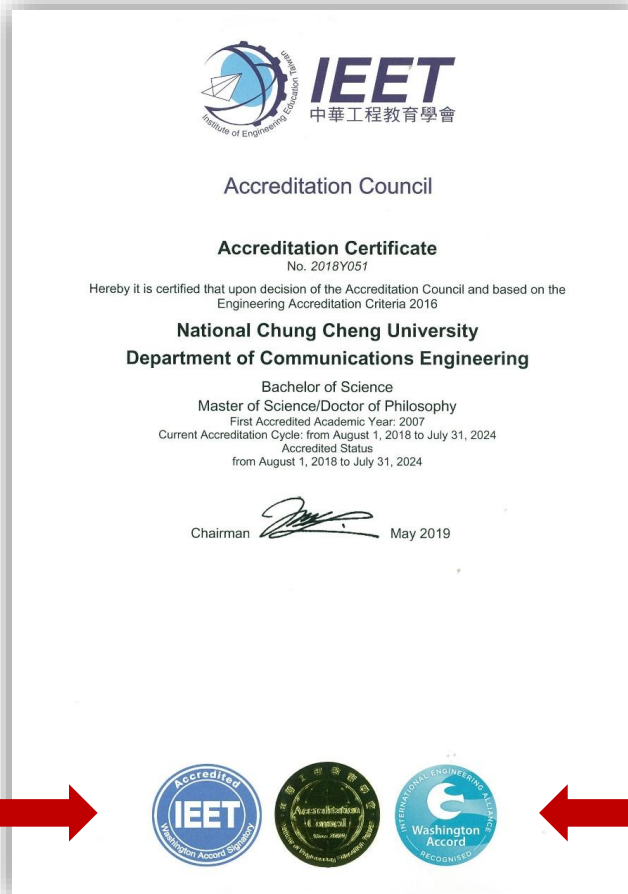 Institute of Engineering Education Taiwan
IEET
中華工程教育學會
Accreditation Council
Accreditation Certificate
No. 2018Y051
Hereby it is certified that upon decision of the Accreditation Council and based on the
Engineering Accreditation Criteria 2016
National Chung Cheng University
Department of Communications Engineering
Bachelor of Science
Master of Science/Doctor of Philosophy
First Accredited Academic Year: 2007
Current Accreditation Cycle: from August 1, 2018 to July 31, 2024
Accredited Status
from August 1, 2018 to July 31, 2024
Chairman
May 2019
Accredited
IEET
Washington Accord Signatory
Accreditation
Council
Institute of Engineering Education Taiwan
INTERNATIONAL ENGINEERING ALLIANCE
Washington
Accord
RECOGNISED